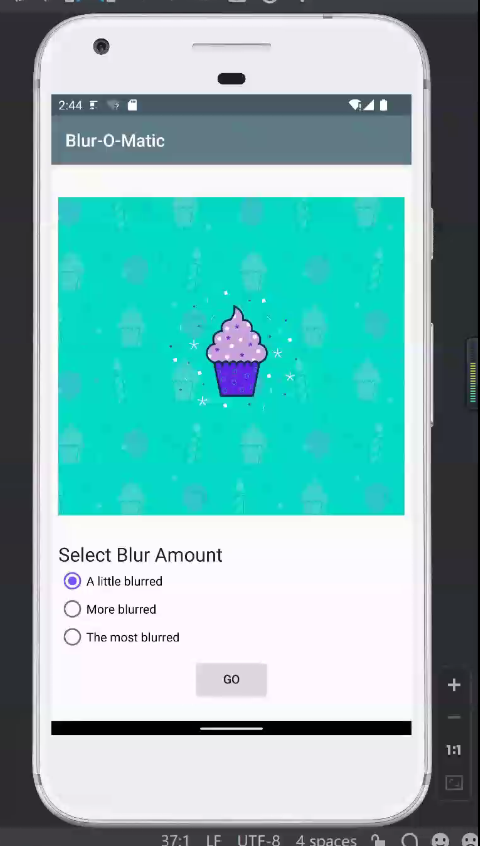 2:44
Blur-O-Matic
Select Blur Amount
A little blurred
More blurred
The most blurred
GO
1:1
37:1 LF UTF-8 4 spaces